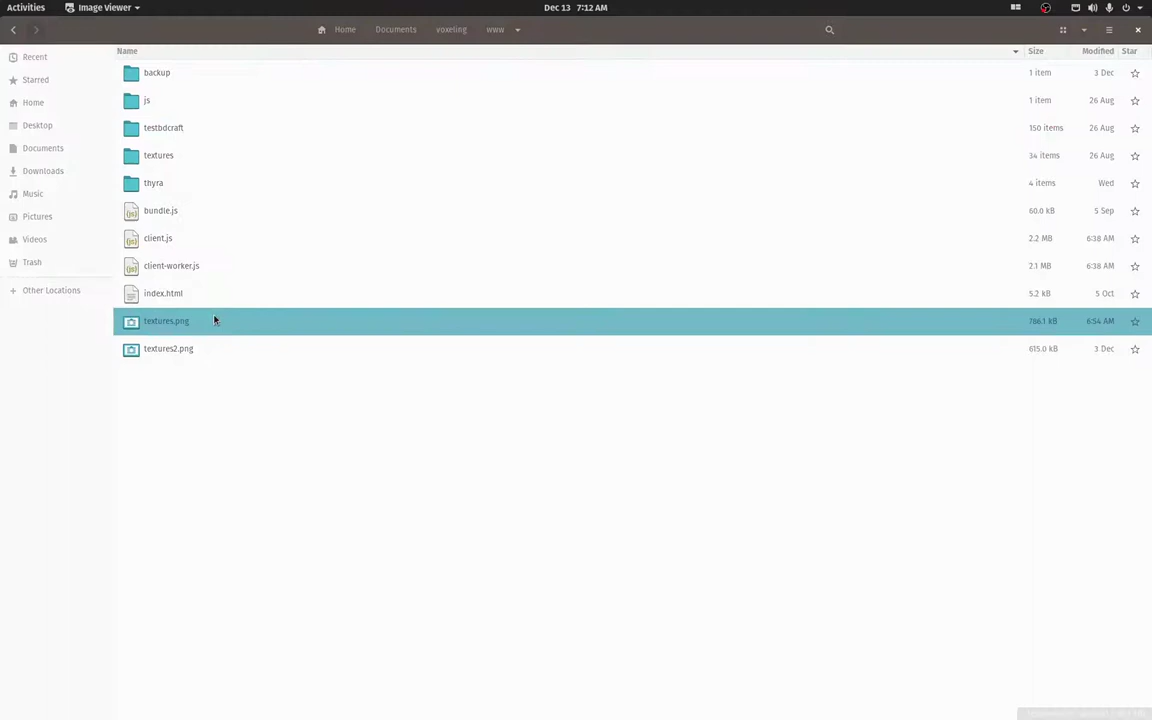 Activities Image Viewer Dec 13 7:12 AM
Home Documents voxeling www
Name Size Modified Star
Recent
Starred
Home
Desktop
Documents
Downloads
Music
Pictures
Videos
Trash
Other Locations
backup 1 item 3 Dec
js 1 item 26 Aug
testbdcraft 150 items 26 Aug
textures 34 items 26 Aug
thyra 4 items Wed
bundle.js 60.0 kB 5 Sep
client.js 2.2 MB 6:38 AM
client-worker.js 2.1 MB 6:38 AM
index.html 5.2 kB 5 Oct
textures.png 786.1 kB 6:54 AM
textures2.png 615.0 kB 3 Dec